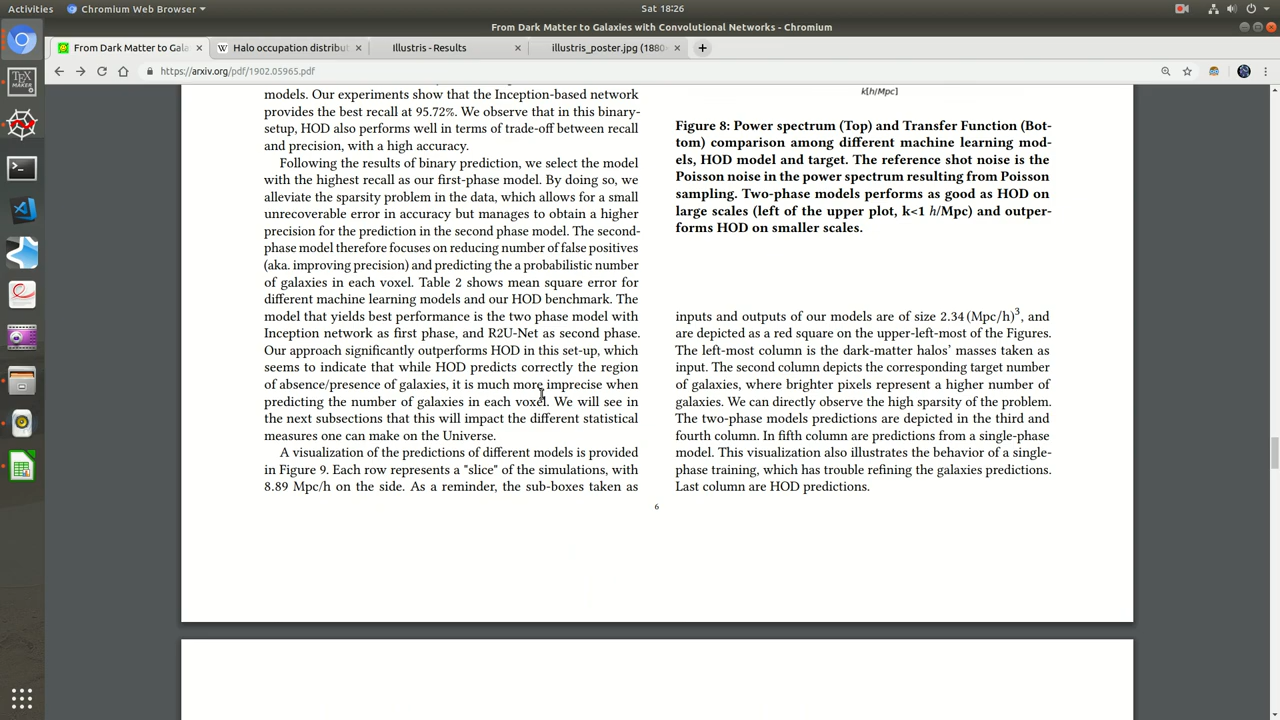 Activities
Chromium Web Browser
Sat 18:26
From Dark Matter to Galaxies with Convolutional Networks - Chromium
From Dark Matter to Gala
Halo occupation distribut
Illustris - Results
illustris_poster.jpg (1880
https://arxiv.org/pdf/1902.05965.pdf
models. Our experiments show that the Inception-based network
provides the best recall at 95.72%. We observe that in this binary-
setup, HOD also performs well in terms of trade-off between recall
and precision, with a high accuracy.
Following the results of binary prediction, we select the model
with the highest recall as our first-phase model. By doing so, we
alleviate the sparsity problem in the data, which allows for a small
unrecoverable error in accuracy but manages to obtain a higher
precision for the prediction in the second phase model. The second-
phase model therefore focuses on reducing number of false positives
(aka. improving precision) and predicting the a probabilistic number
of galaxies in each voxel. Table 2 shows mean square error for
different machine learning models and our HOD benchmark. The
model that yields best performance is the two phase model with
Inception network as first phase, and R2U-Net as second phase.
Our approach significantly outperforms HOD in this set-up, which
seems to indicate that while HOD predicts correctly the region
of absence/presence of galaxies, it is much more imprecise when
predicting the number of galaxies in each voxel. We will see in
the next subsections that this will impact the different statistical
measures one can make on the Universe.
A visualization of the predictions of different models is provided
in Figure 9. Each row represents a "slice" of the simulations, with
8.89 Mpc/h on the side. As a reminder, the sub-boxes taken as
k[h/Mpc]
Figure 8: Power spectrum (Top) and Transfer Function (Bot-
tom) comparison among different machine learning mod-
els, HOD model and target. The reference shot noise is the
Poisson noise in the power spectrum resulting from Poisson
sampling. Two-phase models performs as good as HOD on
large scales (left of the upper plot, k<1 h/Mpc) and outper-
forms HOD on smaller scales.
inputs and outputs of our models are of size 2.34 (Mpc/h)³, and
are depicted as a red square on the upper-left-most of the Figures.
The left-most column is the dark-matter halos' masses taken as
input. The second column depicts the corresponding target number
of galaxies, where brighter pixels represent a higher number of
galaxies. We can directly observe the high sparsity of the problem.
The two-phase models predictions are depicted in the third and
fourth column. In fifth column are predictions from a single-phase
model. This visualization also illustrates the behavior of a single-
phase training, which has trouble refining the galaxies predictions.
Last column are HOD predictions.
6